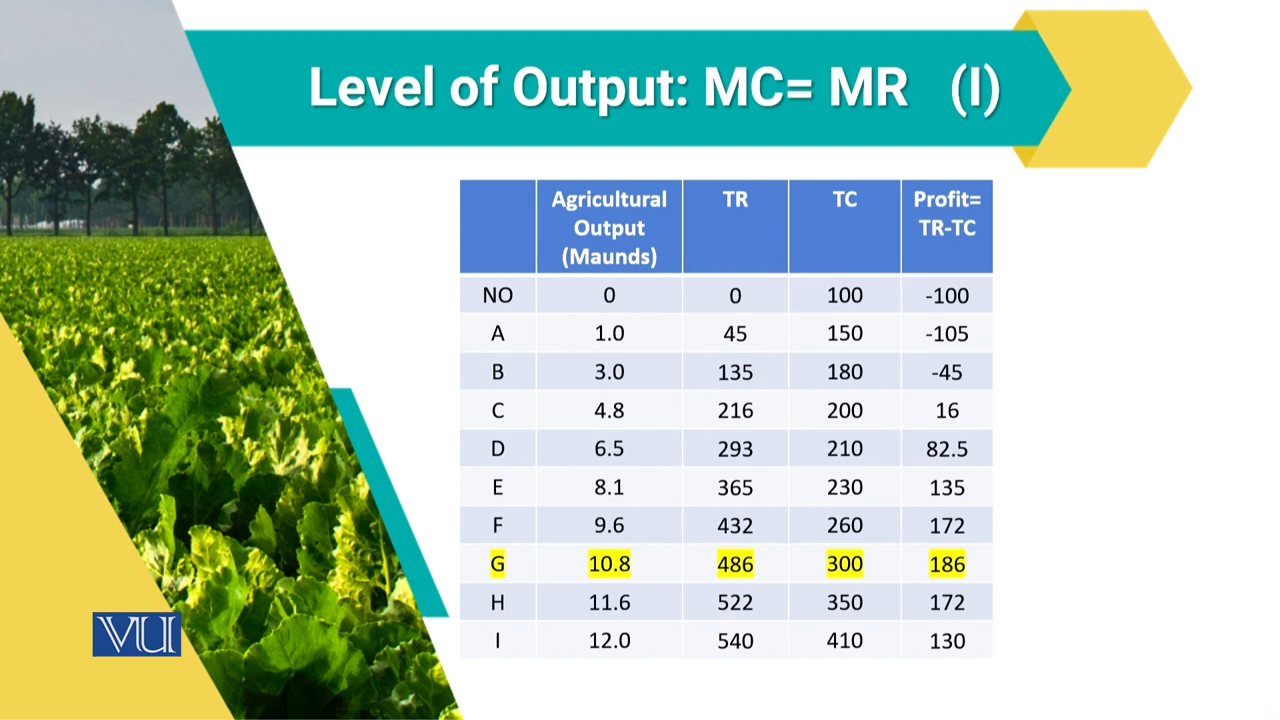 Level of Output: MC= MR (I)
Agricultural Output (Maunds) TR TC Profit= TR-TC
NO 0 0 100 -100
A 1.0 45 150 -105
B 3.0 135 180 -45
C 4.8 216 200 16
D 6.5 293 210 82.5
E 8.1 365 230 135
F 9.6 432 260 172
G 10.8 486 300 186
H 11.6 522 350 172
I 12.0 540 410 130
VU